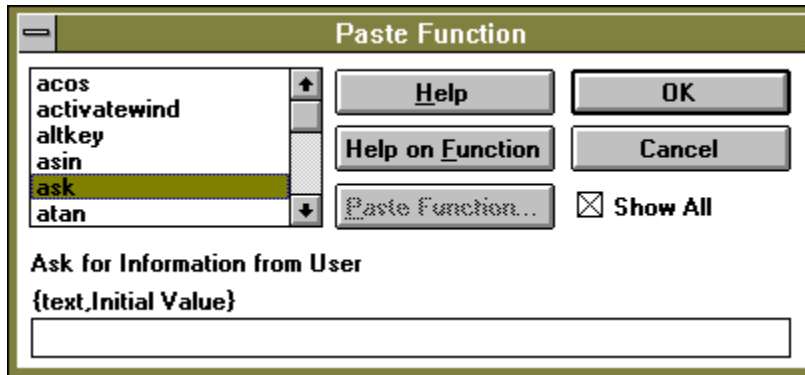 Paste Function
acos
activatewind
altkey
asin
ask
atan
Help
OK
Help on Function
Cancel
Paste Function...
Show All
Ask for Information from User
{text,Initial Value}